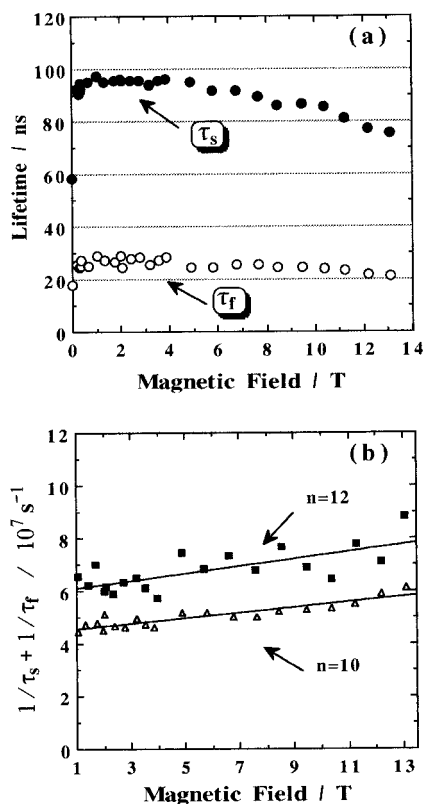 (a)
120
100
80
60
40
20
0
Lifetime / ns
τs
τf
0 2 4 6 8 10 12 14
Magnetic Field / T
(b)
12
10
8
6
4
2
0
1/τs + 1/τf / 10⁷ s⁻¹
n=12
n=10
1 3 5 7 9 11 13
Magnetic Field / T